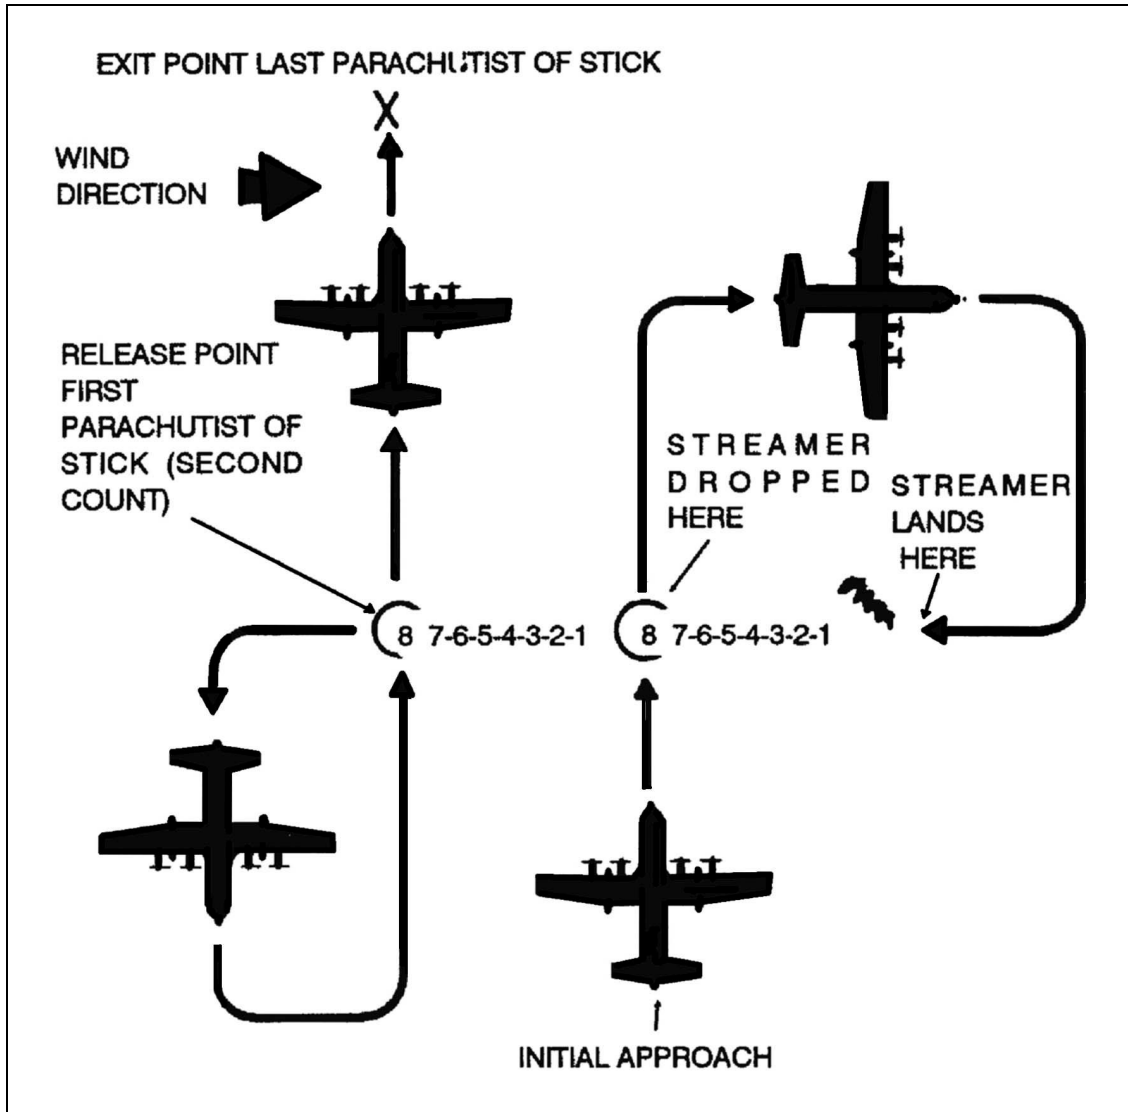 EXIT POINT LAST PARACHUTIST OF STICK
X
WIND
DIRECTION
RELEASE POINT
FIRST
PARACHUTIST OF
STICK (SECOND
COUNT)
STREAMER
DROPPED
HERE
STREAMER
LANDS
HERE
8 7-6-5-4-3-2-1
8 7-6-5-4-3-2-1
INITIAL APPROACH